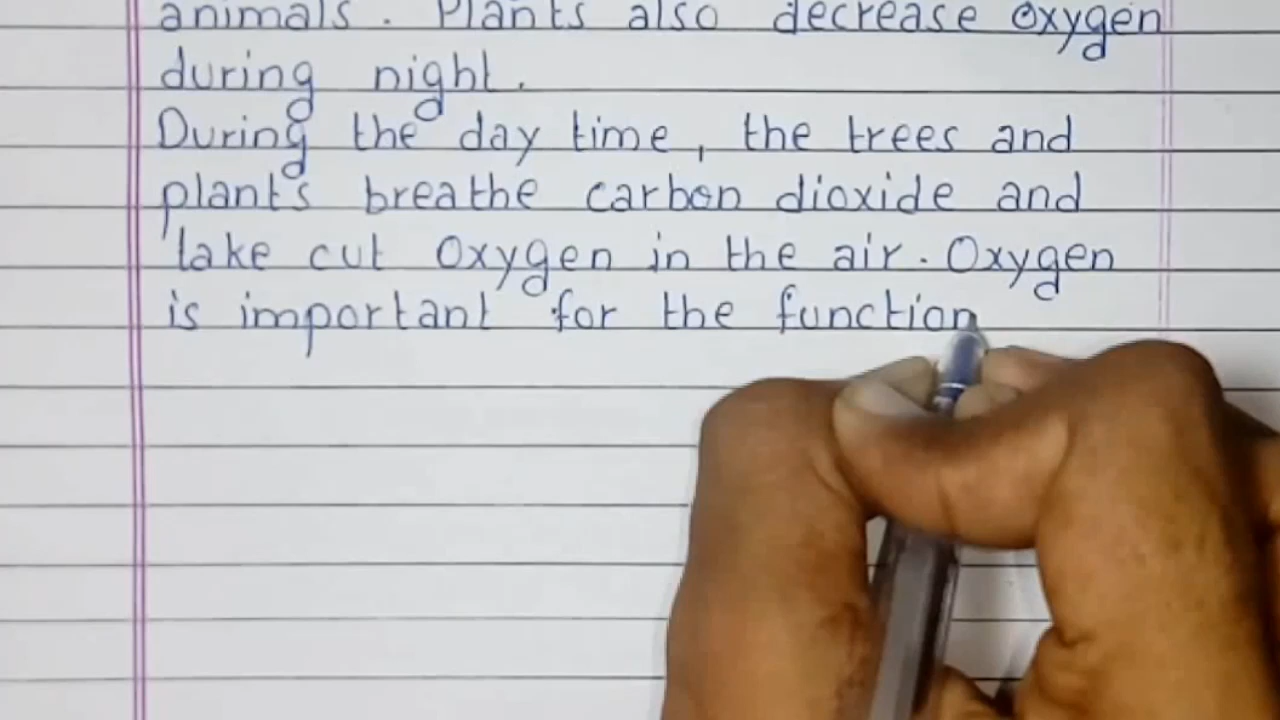 animals. Plants also decrease Oxygen
during night.
During the day time, the trees and
plants breathe carbon dioxide and
take cut Oxygen in the air. Oxygen
is important for the function